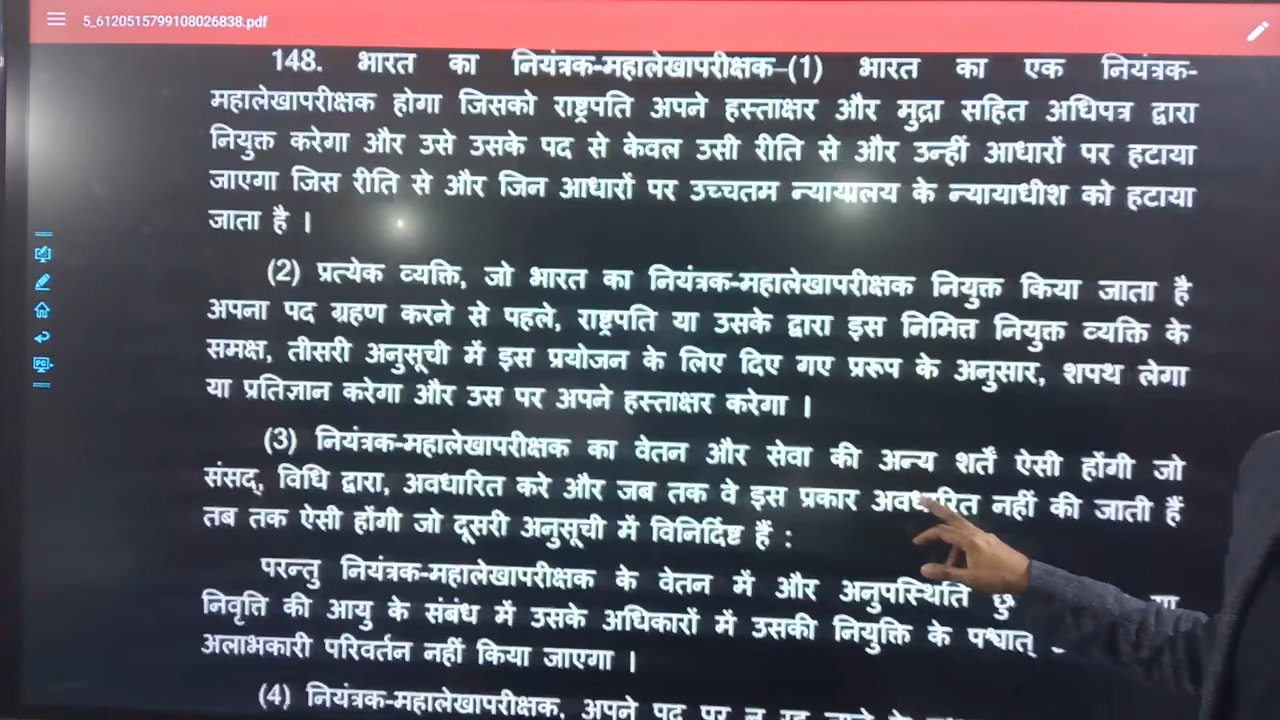 5_6120515799108026838.pdf
148. भारत का नियंत्रक-महालेखापरीक्षक–(1) भारत का एक नियंत्रक-
महालेखापरीक्षक होगा जिसको राष्ट्रपति अपने हस्ताक्षर और मुद्रा सहित अधिपत्र द्वारा
नियुक्त करेगा और उसे उसके पद से केवल उसी रीति से और उन्हीं आधारों पर हटाया
जाएगा जिस रीति से और जिन आधारों पर उच्चतम न्यायालय के न्यायाधीश को हटाया
जाता है ।
(2) प्रत्येक व्यक्ति, जो भारत का नियंत्रक-महालेखापरीक्षक नियुक्त किया जाता है
अपना पद ग्रहण करने से पहले, राष्ट्रपति या उसके द्वारा इस निमित्त नियुक्त व्यक्ति के
समक्ष, तीसरी अनुसूची में इस प्रयोजन के लिए दिए गए प्ररूप के अनुसार, शपथ लेगा
या प्रतिज्ञान करेगा और उस पर अपने हस्ताक्षर करेगा ।
(3) नियंत्रक-महालेखापरीक्षक का वेतन और सेवा की अन्य शर्तें ऐसी होंगी जो
संसद्, विधि द्वारा, अवधारित करे और जब तक वे इस प्रकार अवधारित नहीं की जाती हैं
तब तक ऐसी होंगी जो दूसरी अनुसूची में विनिर्दिष्ट हैं :
परन्तु नियंत्रक-महालेखापरीक्षक के वेतन में और अनुपस्थिति
निवृत्ति की आयु के संबंध में उसके अधिकारों में उसकी नियुक्ति के पश्चात्
अलाभकारी परिवर्तन नहीं किया जाएगा ।
(4) नियंत्रक-महालेखापरीक्षक, अपने पद पर न रह जाने के